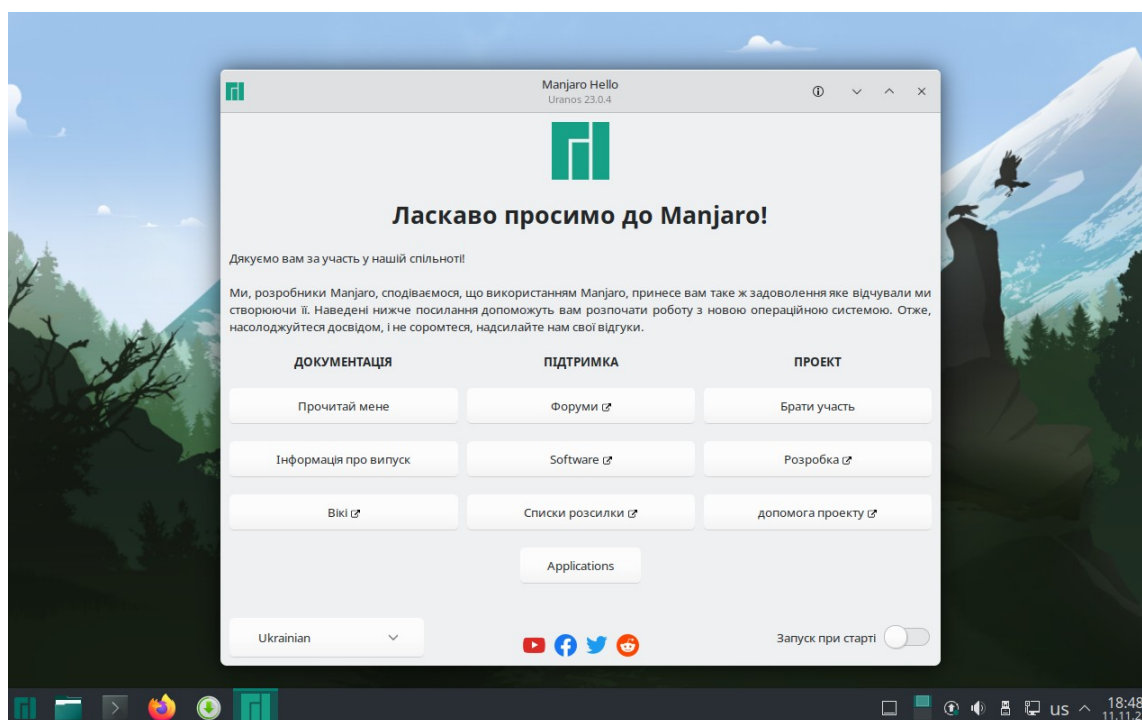 Manjaro Hello
Uranos 23.0.4
Ласкаво просимо до Manjaro!
Дякуємо вам за участь у нашій спільноті!
Ми, розробники Manjaro, сподіваємося, що використанням Manjaro, принесе вам таке ж задоволення яке відчували ми
створюючи її. Наведені нижче посилання допоможуть вам розпочати роботу з новою операційною системою. Отже,
насолоджуйтеся досвідом, і не соромтеся, надсилайте нам свої відгуки.
ДОКУМЕНТАЦІЯ ПІДТРИМКА ПРОЕКТ
Прочитай мене Форуми Брати участь
Інформація про випуск Software Розробка
Вікі Списки розсилки допомога проекту
Applications
Ukrainian Запуск при старті
us 18:48